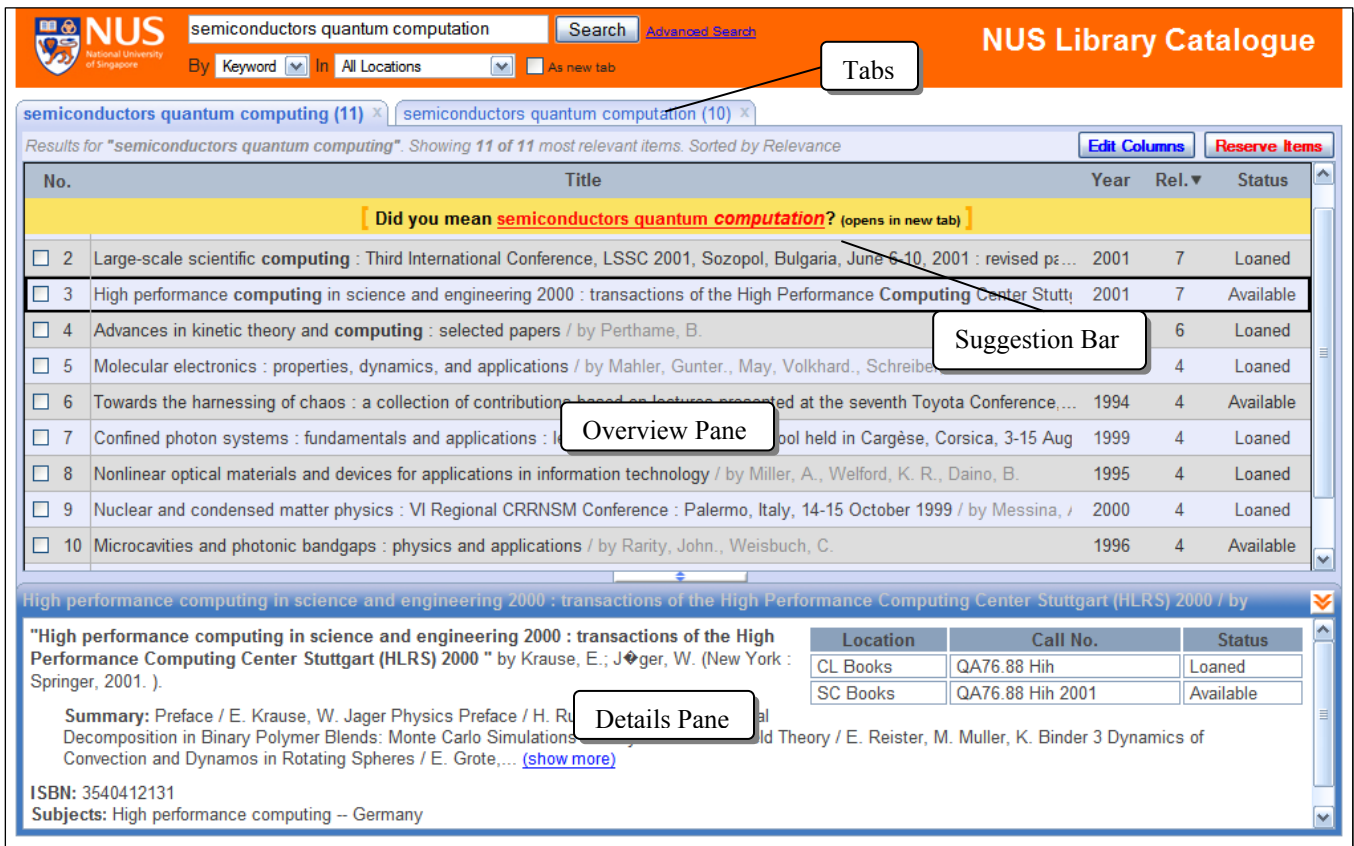 NUS
National University
of Singapore
semiconductors quantum computation Search Advanced Search
By Keyword In All Locations As new tab
NUS Library Catalogue
Tabs
semiconductors quantum computing (11) x semiconductors quantum computation (10) x
Results for "semiconductors quantum computing". Showing 11 of 11 most relevant items. Sorted by Relevance Edit Columns Reserve Items
No. Title Year Rel.▼ Status
[ Did you mean semiconductors quantum computation? (opens in new tab) ]
2 Large-scale scientific computing : Third International Conference, LSSC 2001, Sozopol, Bulgaria, June 6-10, 2001 : revised pa... 2001 7 Loaned
3 High performance computing in science and engineering 2000 : transactions of the High Performance Computing Center Stuttg 2001 7 Available
4 Advances in kinetic theory and computing : selected papers / by Perthame, B. 6 Loaned
Suggestion Bar
5 Molecular electronics : properties, dynamics, and applications / by Mahler, Gunter., May, Volkhard., Schreiber 4 Loaned
6 Towards the harnessing of chaos : a collection of contributions based on lectures presented at the seventh Toyota Conference,... 1994 4 Available
Overview Pane
7 Confined photon systems : fundamentals and applications : held in Cargèse, Corsica, 3-15 Aug 1999 4 Loaned
8 Nonlinear optical materials and devices for applications in information technology / by Miller, A., Welford, K. R., Daino, B. 1995 4 Loaned
9 Nuclear and condensed matter physics : VI Regional CRRNSM Conference : Palermo, Italy, 14-15 October 1999 / by Messina, 2000 4 Loaned
10 Microcavities and photonic bandgaps : physics and applications / by Rarity, John., Weisbuch, C. 1996 4 Available
High performance computing in science and engineering 2000 : transactions of the High Performance Computing Center Stuttgart (HLRS) 2000 / by
"High performance computing in science and engineering 2000 : transactions of the High
Performance Computing Center Stuttgart (HLRS) 2000 " by Krause, E.; J�ger, W. (New York :
Springer, 2001. ).
Location Call No. Status
CL Books QA76.88 Hih Loaned
SC Books QA76.88 Hih 2001 Available
Details Pane
Summary: Preface / E. Krause, W. Jager Physics Preface / H.
Decomposition in Binary Polymer Blends: Monte Carlo Simulations Theory / E. Reister, M. Muller, K. Binder 3 Dynamics of
Convection and Dynamos in Rotating Spheres / E. Grote,... (show more)
ISBN: 3540412131
Subjects: High performance computing -- Germany